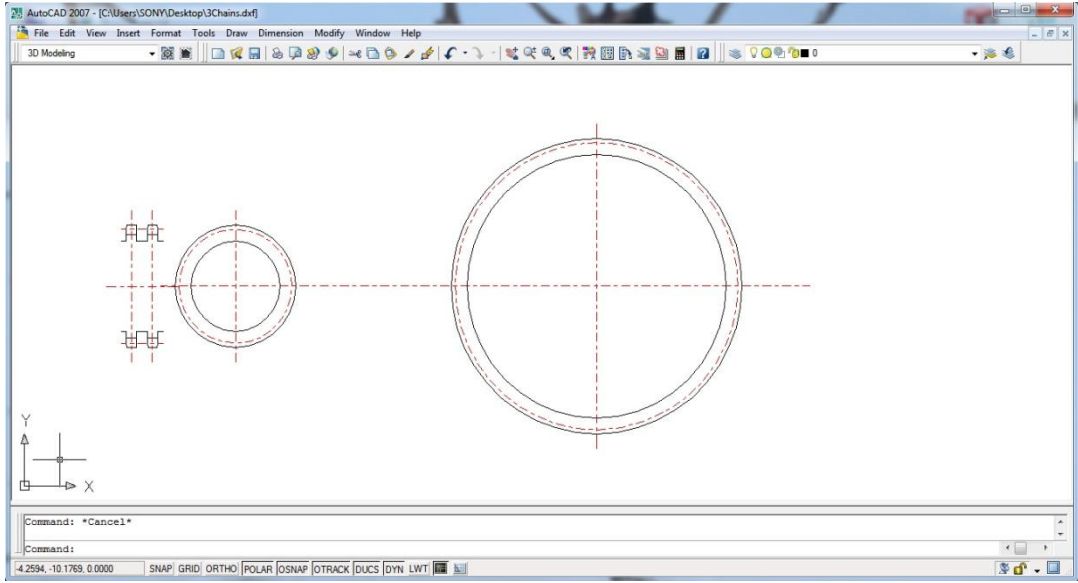 AutoCAD 2007 - [C:\Users\SONY\Desktop\3Chains.dxf]
File Edit View Insert Format Tools Draw Dimension Modify Window Help
3D Modeling 0
Y
X
Command: *Cancel*
Command:
-4.2594, -10.1769, 0.0000 SNAP GRID ORTHO POLAR OSNAP OTRACK DUCS DYN LWT